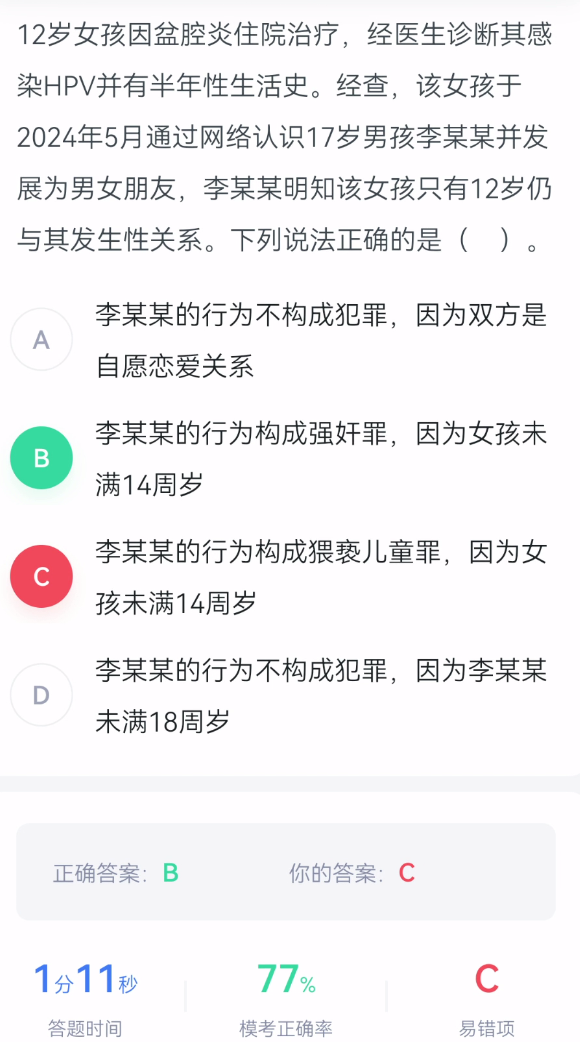 12岁女孩因盆腔炎住院治疗，经医生诊断其感
染HPV并有半年性生活史。经查，该女孩于
2024年5月通过网络认识17岁男孩李某某并发
展为男女朋友，李某某明知该女孩只有12岁仍
与其发生性关系。下列说法正确的是（　）。
A
李某某的行为不构成犯罪，因为双方是
自愿恋爱关系
B
李某某的行为构成强奸罪，因为女孩未
满14周岁
C
李某某的行为构成猥亵儿童罪，因为女
孩未满14周岁
D
李某某的行为不构成犯罪，因为李某某
未满18周岁
正确答案：B 你的答案：C
1分11秒 77% C
答题时间 模考正确率 易错项